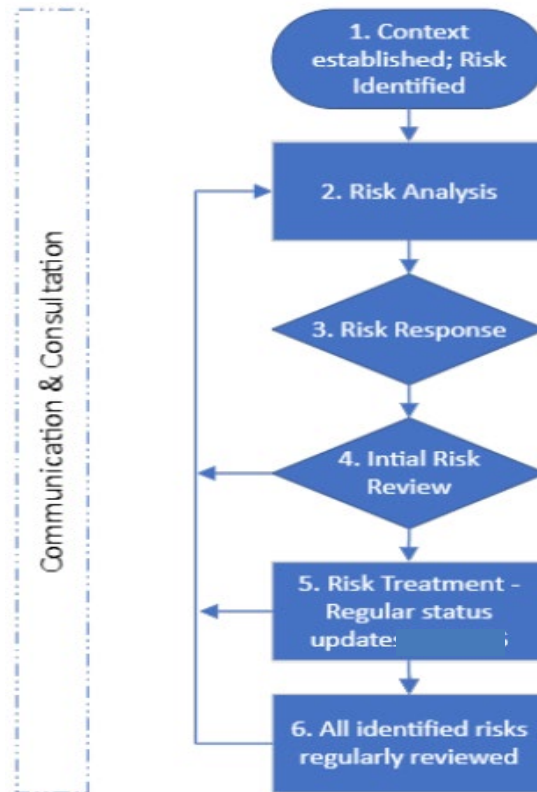 Communication & Consultation
1. Context
established; Risk
Identified
2. Risk Analysis
3. Risk Response
4. Intial Risk
Review
5. Risk Treatment -
Regular status
updates
6. All identified risks
regularly reviewed